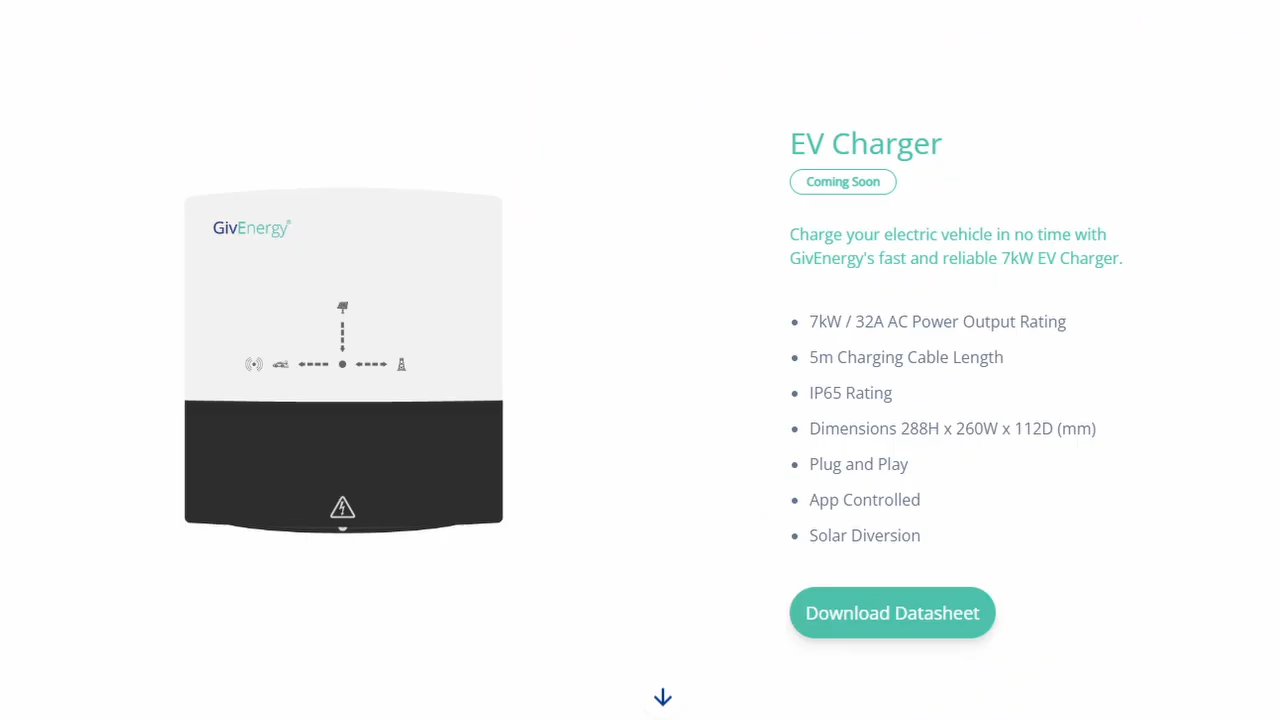 GivEnergy®
EV Charger
Coming Soon
Charge your electric vehicle in no time with
GivEnergy's fast and reliable 7kW EV Charger.
7kW / 32A AC Power Output Rating
5m Charging Cable Length
IP65 Rating
Dimensions 288H x 260W x 112D (mm)
Plug and Play
App Controlled
Solar Diversion
Download Datasheet